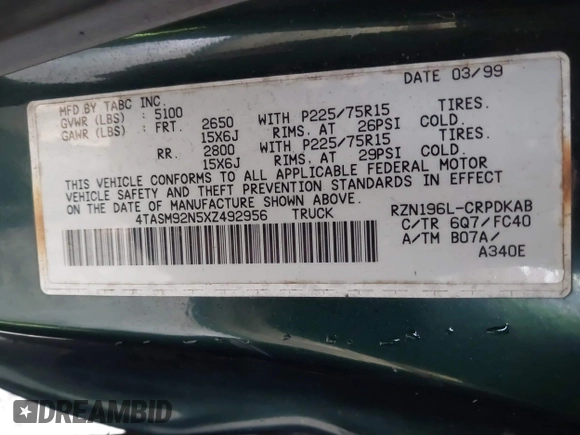 DATE 03/99
MFD BY TABC INC.
GVWR (LBS) : 5100
GAWR (LBS) : FRT. 2650 WITH P225/75R15 TIRES.
15X6J RIMS. AT 26PSI COLD.
RR. 2800 WITH P225/75R15 TIRES.
15X6J RIMS. AT 29PSI COLD.
THIS VEHICLE CONFORMS TO ALL APPLICABLE FEDERAL MOTOR
VEHICLE SAFETY AND THEFT PREVENTION STANDARDS IN EFFECT
ON THE DATE OF MANUFACTURE SHOWN ABOVE.
4TASM92N5XZ492956 TRUCK
RZN196L-CRPDKAB
C/TR 6Q7/FC40
A/TM BQ7A/
A340E
DREAMBID